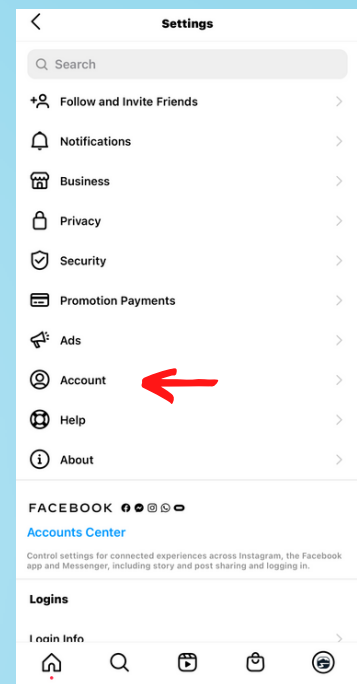 Settings
Search
Follow and Invite Friends
Notifications
Business
Privacy
Security
Promotion Payments
Ads
Account
Help
About
FACEBOOK
Accounts Center
Control settings for connected experiences across Instagram, the Facebook
app and Messenger, including story and post sharing and logging in.
Logins
Login Info